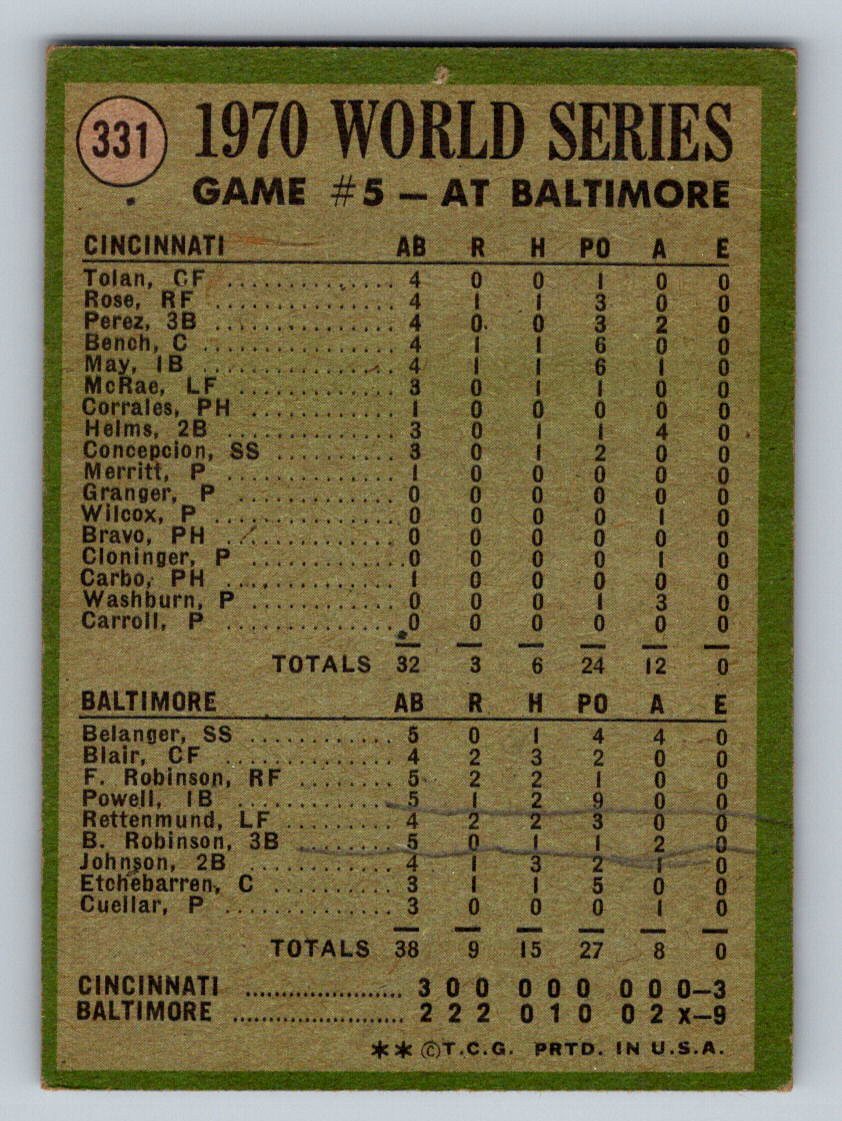 331
1970 WORLD SERIES
GAME #5 — AT BALTIMORE
CINCINNATI AB R H PO A E
Tolan, CF .............. 4 0 0 1 0 0
Rose, RF .............. 4 1 1 3 0 0
Perez, 3B .............. 4 0 0 3 2 0
Bench, C .............. 4 1 1 6 0 0
May, 1B .............. 4 1 1 6 1 0
McRae, LF .............. 3 0 1 1 0 0
Corrales, PH ............ 1 0 0 0 0 0
Helms, 2B .............. 3 0 1 1 4 0
Concepcion, SS .......... 3 0 1 2 0 0
Merritt, P .............. 1 0 0 0 0 0
Granger, P .............. 0 0 0 0 0 0
Wilcox, P .............. 0 0 0 0 1 0
Bravo, PH .............. 0 0 0 0 0 0
Cloninger, P ............ 0 0 0 0 1 0
Carbo, PH .............. 1 0 0 0 0 0
Washburn, P ............ 0 0 0 1 3 0
Carroll, P .............. 0 0 0 0 0 0
TOTALS 32 3 6 24 12 0
BALTIMORE AB R H PO A E
Belanger, SS ............ 5 0 1 4 4 0
Blair, CF .............. 4 2 3 2 0 0
F. Robinson, RF ........ 5 2 2 1 0 0
Powell, 1B ............ 5 1 2 9 0 0
Rettenmund, LF ........ 4 2 2 3 0 0
B. Robinson, 3B ........ 5 0 1 1 2 0
Johnson, 2B ............ 4 1 3 2 1 0
Etchebarren, C .......... 3 1 1 5 0 0
Cuellar, P .............. 3 0 0 0 1 0
TOTALS 38 9 15 27 8 0
CINCINNATI ..................... 3 0 0 0 0 0 0 0 0—3
BALTIMORE ....................... 2 2 2 0 1 0 0 2 x—9
** ©T.C.G. PRTD. IN U.S.A.